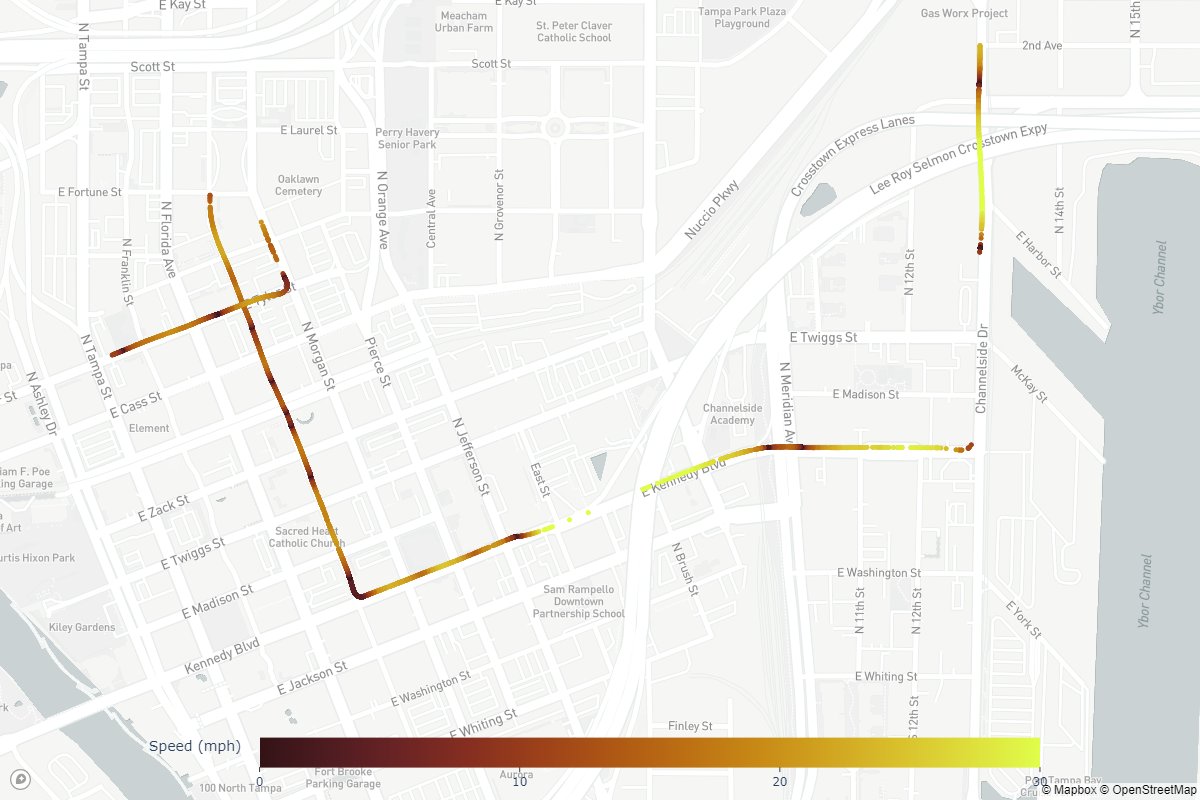 E Kay St
E Kay St
Meacham
Urban Farm
St. Peter Claver
Catholic School
Tampa Park Plaza
Playground
Gas Worx Project
N 15th
2nd Ave
N Tampa St
Scott St
Scott St
E Laurel St
Perry Havery
Senior Park
Crosstown Express Lanes
Lee Roy Selmon Crosstown Expy
Oaklawn
Cemetery
E Fortune St
N Florida Ave
N Orange Ave
Central Ave
N Grovenor St
Nuccio Pkwy
N 14th St
E Harbor St
N Franklin St
N 12th St
Ybor Channel
N Tampa St
N Morgan St
Pierce St
E Twiggs St
Channelside Dr
McKay St
N Ashley Dr
E Cass St
Element
N Meridian Av
E Madison St
Channelside
Academy
N Jefferson St
East St
E Kennedy Blvd
iam F. Poe
king Garage
of Art
urtis Hixon Park
E Zack St
Sacred Heart
Catholic Church
E Twiggs St
N Brush St
E Washington St
E Madison St
Sam Rampello
Downtown
Partnership School
N 11th St
N 12th St
E York St
Ybor Channel
Kiley Gardens
Kennedy Blvd
E Jackson St
E Washington St
E Whiting St
E Whiting St
S 12th St
Finley St
Speed (mph)
0
10
20
30
Fort Brooke
Parking Garage
Aurora
100 North Tampa
© Mapbox © OpenStreetMap